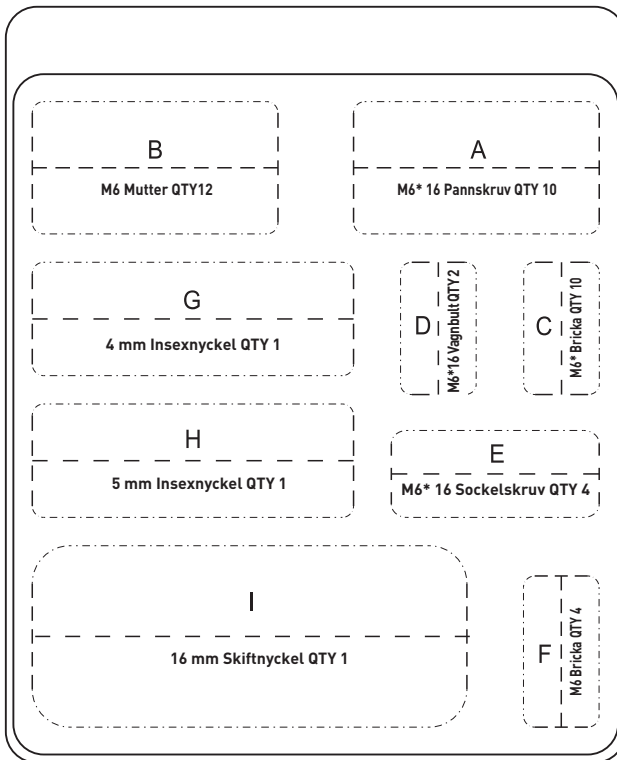 B
M6 Mutter QTY12
A
M6* 16 Pannskruv QTY 10
G
4 mm Insexnyckel QTY 1
D
M6*16 Vagnbult QTY 2
C
M6* Bricka QTY 10
H
5 mm Insexnyckel QTY 1
E
M6* 16 Sockelskruv QTY 4
I
16 mm Skiftnyckel QTY 1
F
M6 Bricka QTY 4